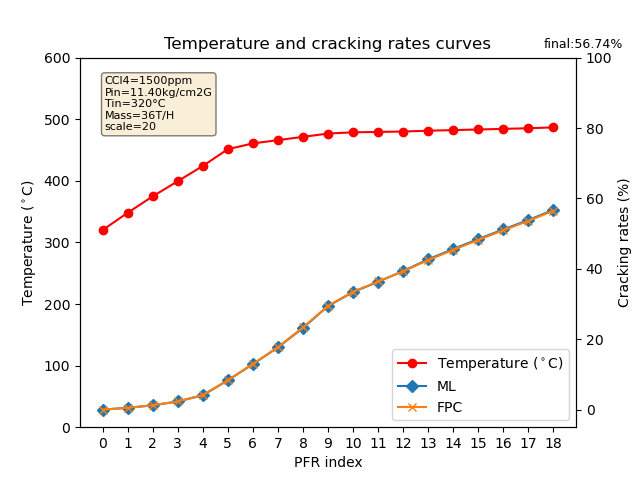 Temperature and cracking rates curves
final:56.74%
CCl4=1500ppm
Pin=11.40kg/cm2G
Tin=320°C
Mass=36T/H
scale=20
Temperature (°C)
600
500
400
300
200
100
0
100
80
60
40
20
0
Cracking rates (%)
Temperature (°C)
ML
FPC
0 1 2 3 4 5 6 7 8 9 10 11 12 13 14 15 16 17 18
PFR index